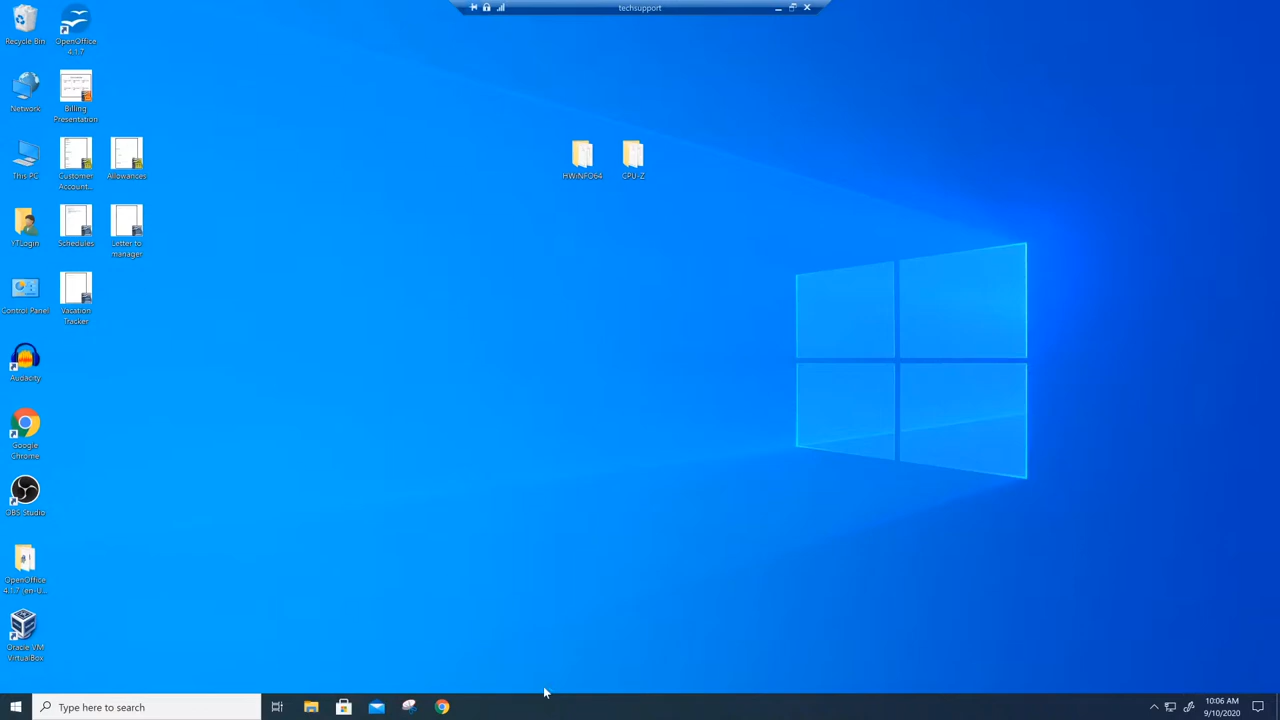 techsupport
Recycle Bin
OpenOffice
4.1.7
Network
Billing
Presentation
This PC
Customer
Account...
Allowances
HWiNFO64
CPU-Z
YTLogin
Schedules
Letter to
manager
Control Panel
Vacation
Tracker
Audacity
Google
Chrome
OBS Studio
OpenOffice
4.1.7 (en-U...
Oracle VM
VirtualBox
Type here to search
10:06 AM
9/10/2020